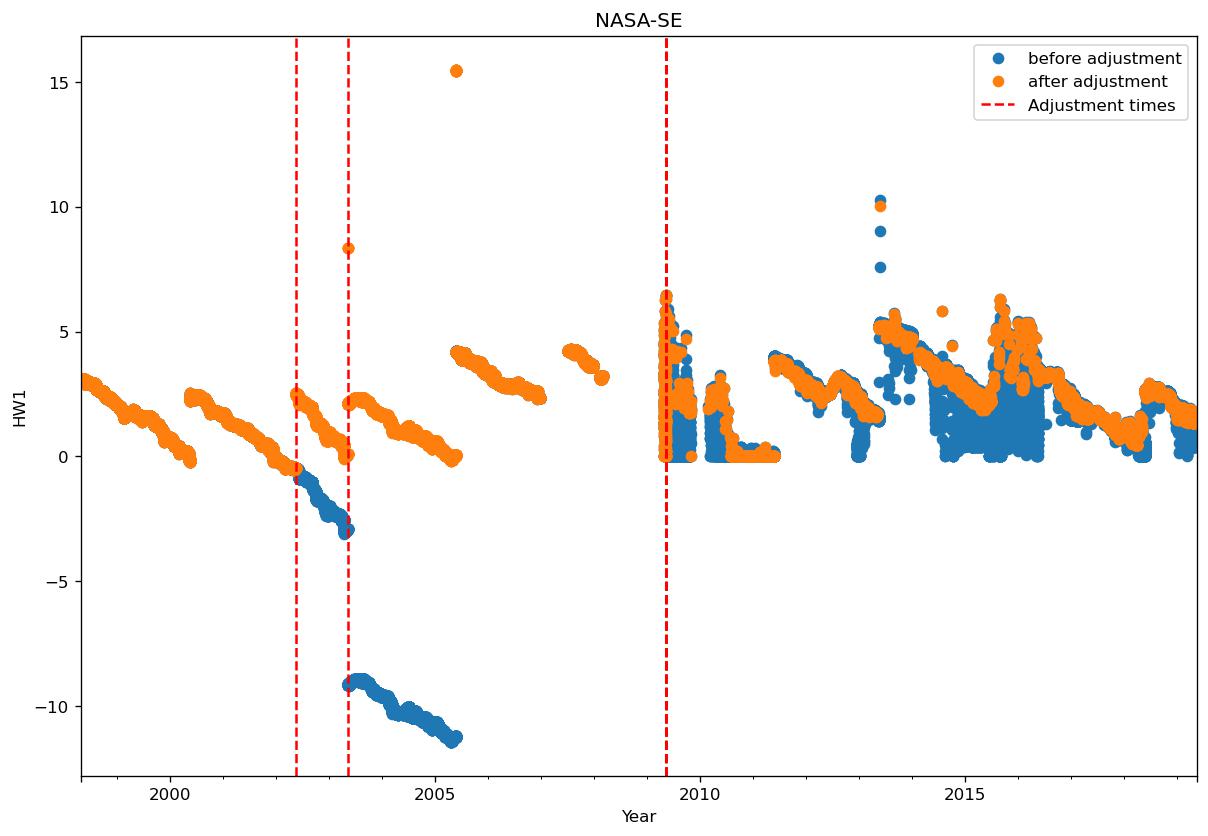 NASA-SE
before adjustment
after adjustment
Adjustment times
HW1
15
10
5
0
−5
−10
2000 2005 2010 2015
Year